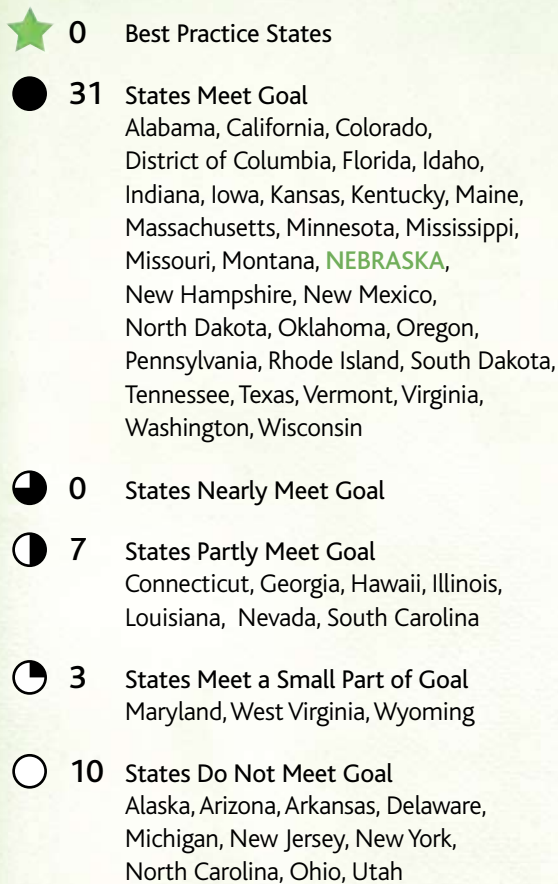 0 Best Practice States
31 States Meet Goal
Alabama, California, Colorado,
District of Columbia, Florida, Idaho,
Indiana, Iowa, Kansas, Kentucky, Maine,
Massachusetts, Minnesota, Mississippi,
Missouri, Montana, NEBRASKA,
New Hampshire, New Mexico,
North Dakota, Oklahoma, Oregon,
Pennsylvania, Rhode Island, South Dakota,
Tennessee, Texas, Vermont, Virginia,
Washington, Wisconsin
0 States Nearly Meet Goal
7 States Partly Meet Goal
Connecticut, Georgia, Hawaii, Illinois,
Louisiana, Nevada, South Carolina
3 States Meet a Small Part of Goal
Maryland, West Virginia, Wyoming
10 States Do Not Meet Goal
Alaska, Arizona, Arkansas, Delaware,
Michigan, New Jersey, New York,
North Carolina, Ohio, Utah